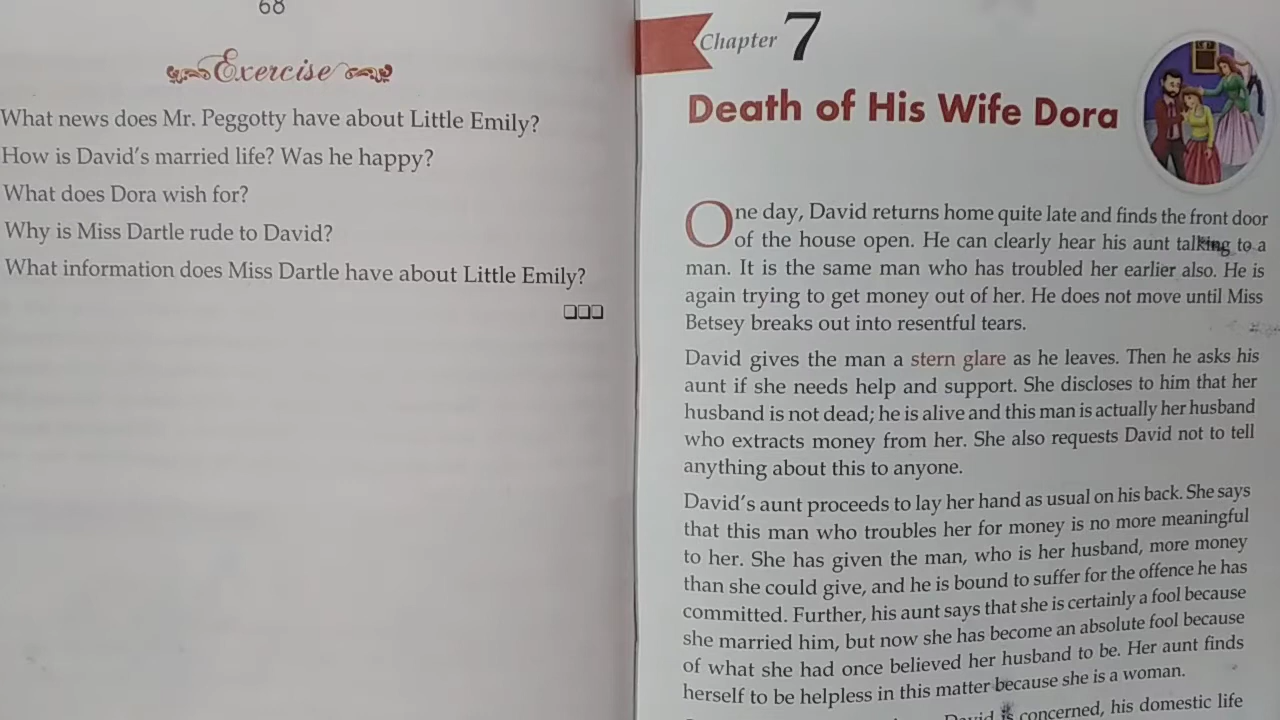 68
Exercise
What news does Mr. Peggotty have about Little Emily?
How is David's married life? Was he happy?
What does Dora wish for?
Why is Miss Dartle rude to David?
What information does Miss Dartle have about Little Emily?
Chapter 7
Death of His Wife Dora
One day, David returns home quite late and finds the front door
of the house open. He can clearly hear his aunt talking to a
man. It is the same man who has troubled her earlier also. He is
again trying to get money out of her. He does not move until Miss
Betsey breaks out into resentful tears.
David gives the man a stern glare as he leaves. Then he asks his
aunt if she needs help and support. She discloses to him that her
husband is not dead; he is alive and this man is actually her husband
who extracts money from her. She also requests David not to tell
anything about this to anyone.
David's aunt proceeds to lay her hand as usual on his back. She says
that this man who troubles her for money is no more meaningful
to her. She has given the man, who is her husband, more money
than she could give, and he is bound to suffer for the offence he has
committed. Further, his aunt says that she is certainly a fool because
she married him, but now she has become an absolute fool because
of what she had once believed her husband to be. Her aunt finds
herself to be helpless in this matter because she is a woman.
David is concerned, his domestic life